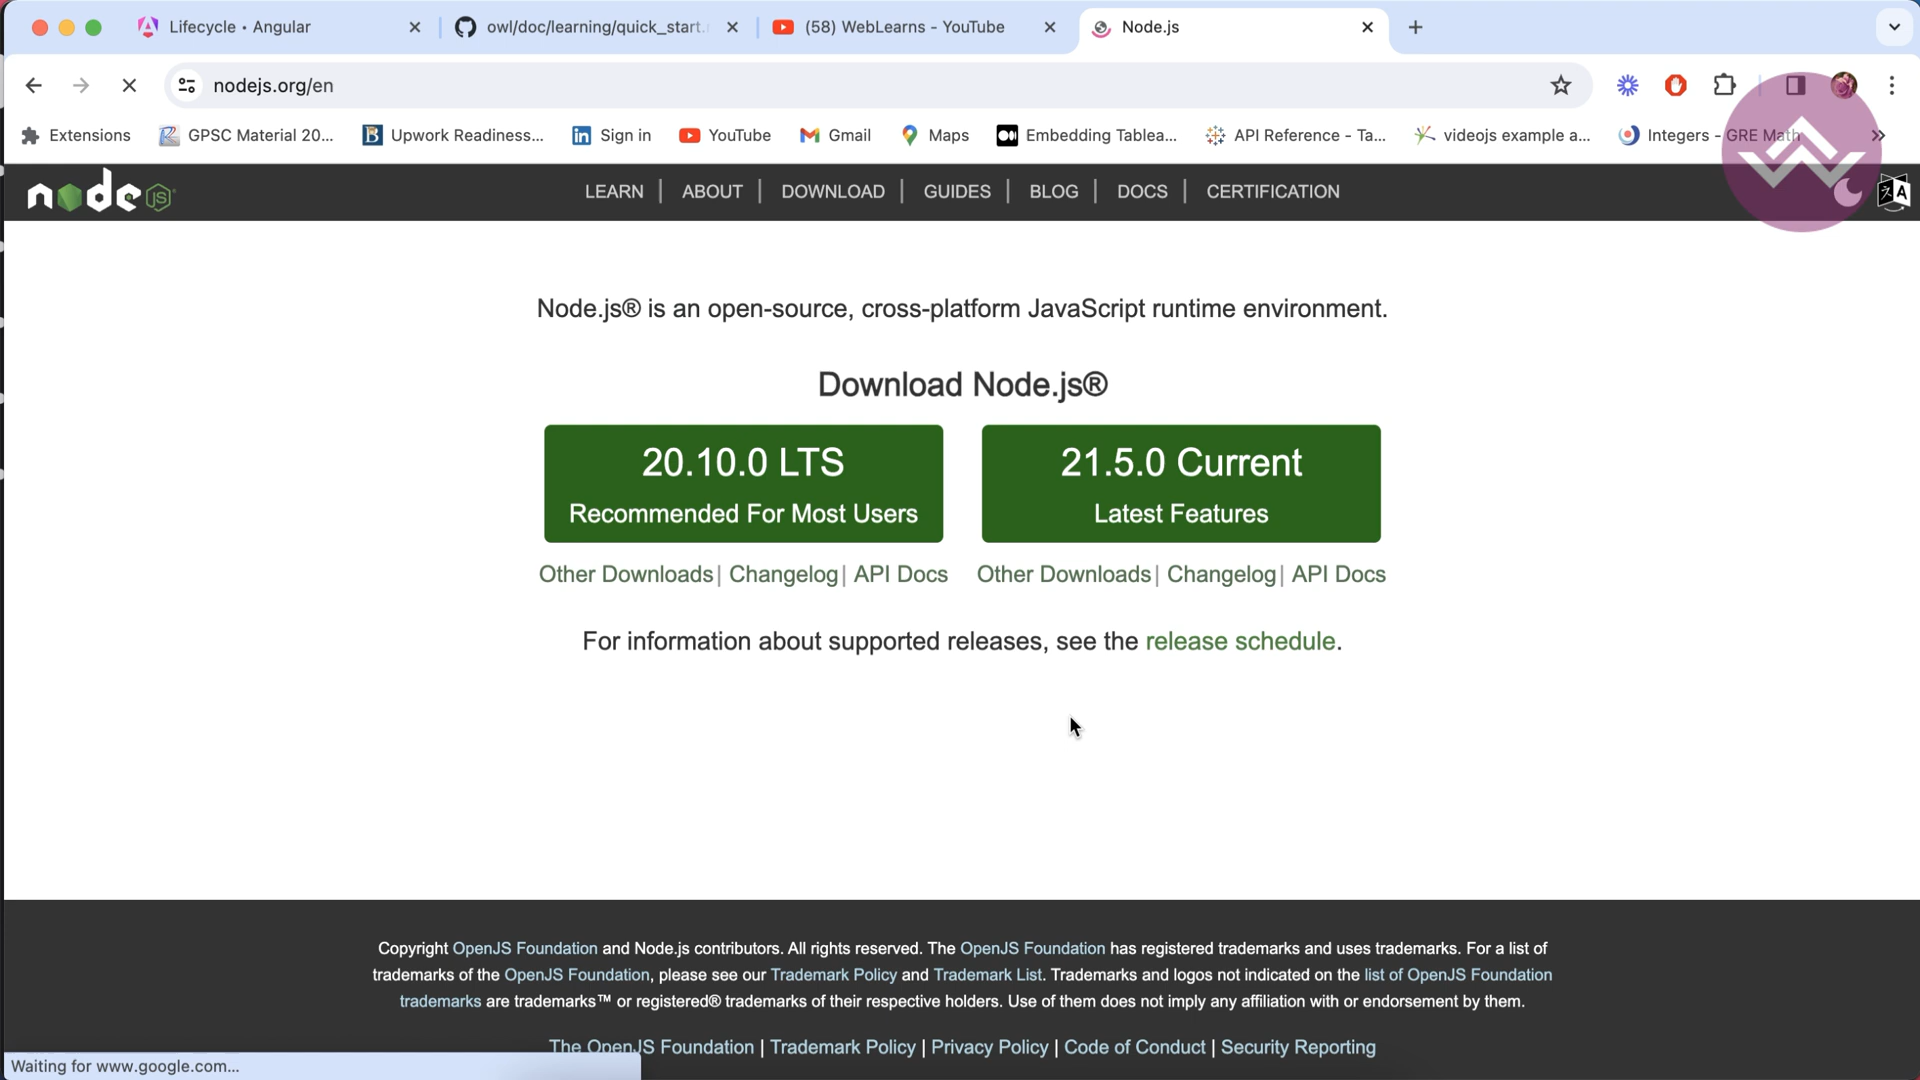 Lifecycle • Angular
owl/doc/learning/quick_start.
(58) WebLearns - YouTube
Node.js
nodejs.org/en
Extensions
GPSC Material 20...
Upwork Readiness...
Sign in
YouTube
Gmail
Maps
Embedding Tablea...
API Reference - Ta...
videojs example a...
Integers - GRE Math
node JS
LEARN | ABOUT | DOWNLOAD | GUIDES | BLOG | DOCS | CERTIFICATION
Node.js® is an open-source, cross-platform JavaScript runtime environment.
Download Node.js®
20.10.0 LTS
Recommended For Most Users
21.5.0 Current
Latest Features
Other Downloads | Changelog | API Docs
Other Downloads | Changelog | API Docs
For information about supported releases, see the release schedule.
Copyright OpenJS Foundation and Node.js contributors. All rights reserved. The OpenJS Foundation has registered trademarks and uses trademarks. For a list of
trademarks of the OpenJS Foundation, please see our Trademark Policy and Trademark List. Trademarks and logos not indicated on the list of OpenJS Foundation
trademarks are trademarks™ or registered® trademarks of their respective holders. Use of them does not imply any affiliation with or endorsement by them.
The OpenJS Foundation | Trademark Policy | Privacy Policy | Code of Conduct | Security Reporting
Waiting for www.google.com...